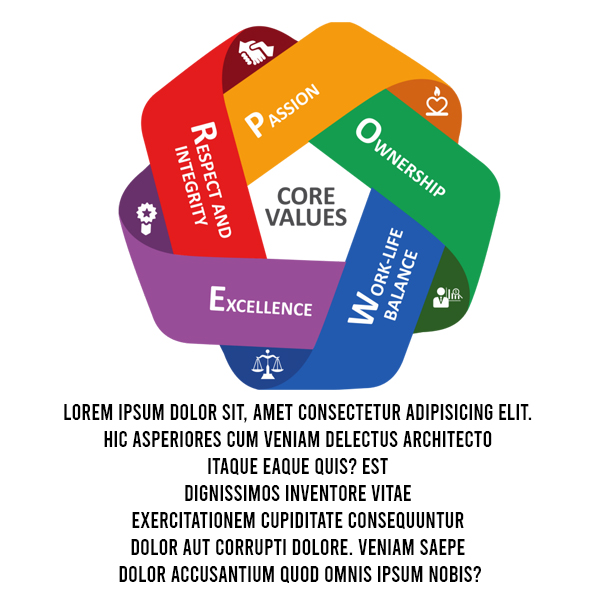 Passion
Ownership
Work-Life
Balance
Excellence
Respect and
Integrity
CORE
VALUES
LOREM IPSUM DOLOR SIT, AMET CONSECTETUR ADIPISICING ELIT.
HIC ASPERIORES CUM VENIAM DELECTUS ARCHITECTO
ITAQUE EAQUE QUIS? EST
DIGNISSIMOS INVENTORE VITAE
EXERCITATIONEM CUPIDITATE CONSEQUUNTUR
DOLOR AUT CORRUPTI DOLORE. VENIAM SAEPE
DOLOR ACCUSANTIUM QUOD OMNIS IPSUM NOBIS?